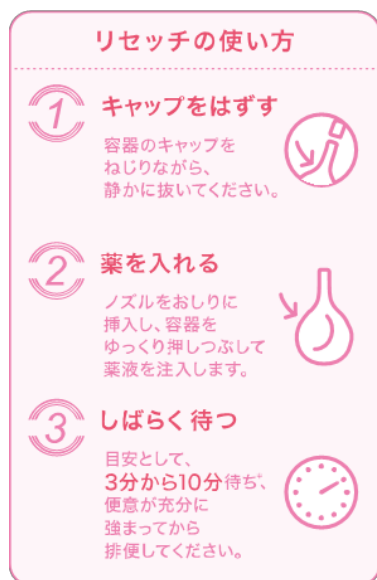 リセッチの使い方
1 キャップをはずす
容器のキャップを
ねじりながら、
静かに抜いてください。
2 薬を入れる
ノズルをおしりに
挿入し、容器を
ゆっくり押しつぶして
薬液を注入します。
3 しばらく待つ
目安として、
3分から10分待ち、
便意が充分に
強まってから
排便してください。